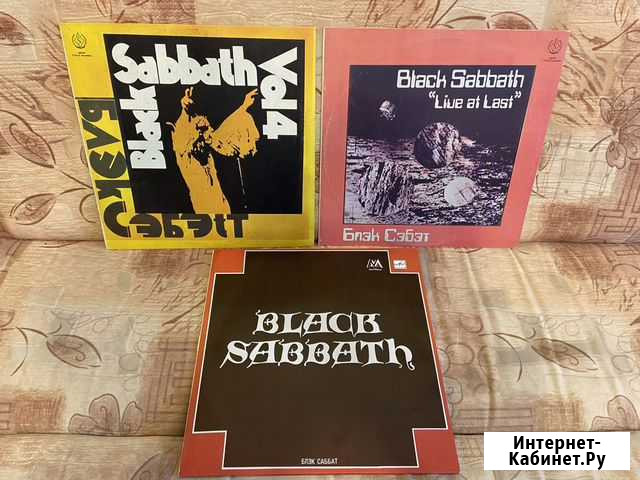 Black
Sabbath
Vol 4
Блэк
Сэбэтт
Black Sabbath
"Live at Last"
Блэк Сэбэт
BLACK
SABBATH
БЛЭК САББАТ
Интернет-
Кабинет.Ру